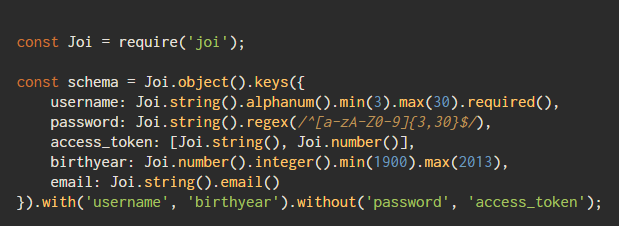 const Joi = require('joi');
const schema = Joi.object().keys({
    username: Joi.string().alphanum().min(3).max(30).required(),
    password: Joi.string().regex(/^[a-zA-Z0-9]{3,30}$/),
    access_token: [Joi.string(), Joi.number()],
    birthyear: Joi.number().integer().min(1900).max(2013),
    email: Joi.string().email()
}).with('username', 'birthyear').without('password', 'access_token');